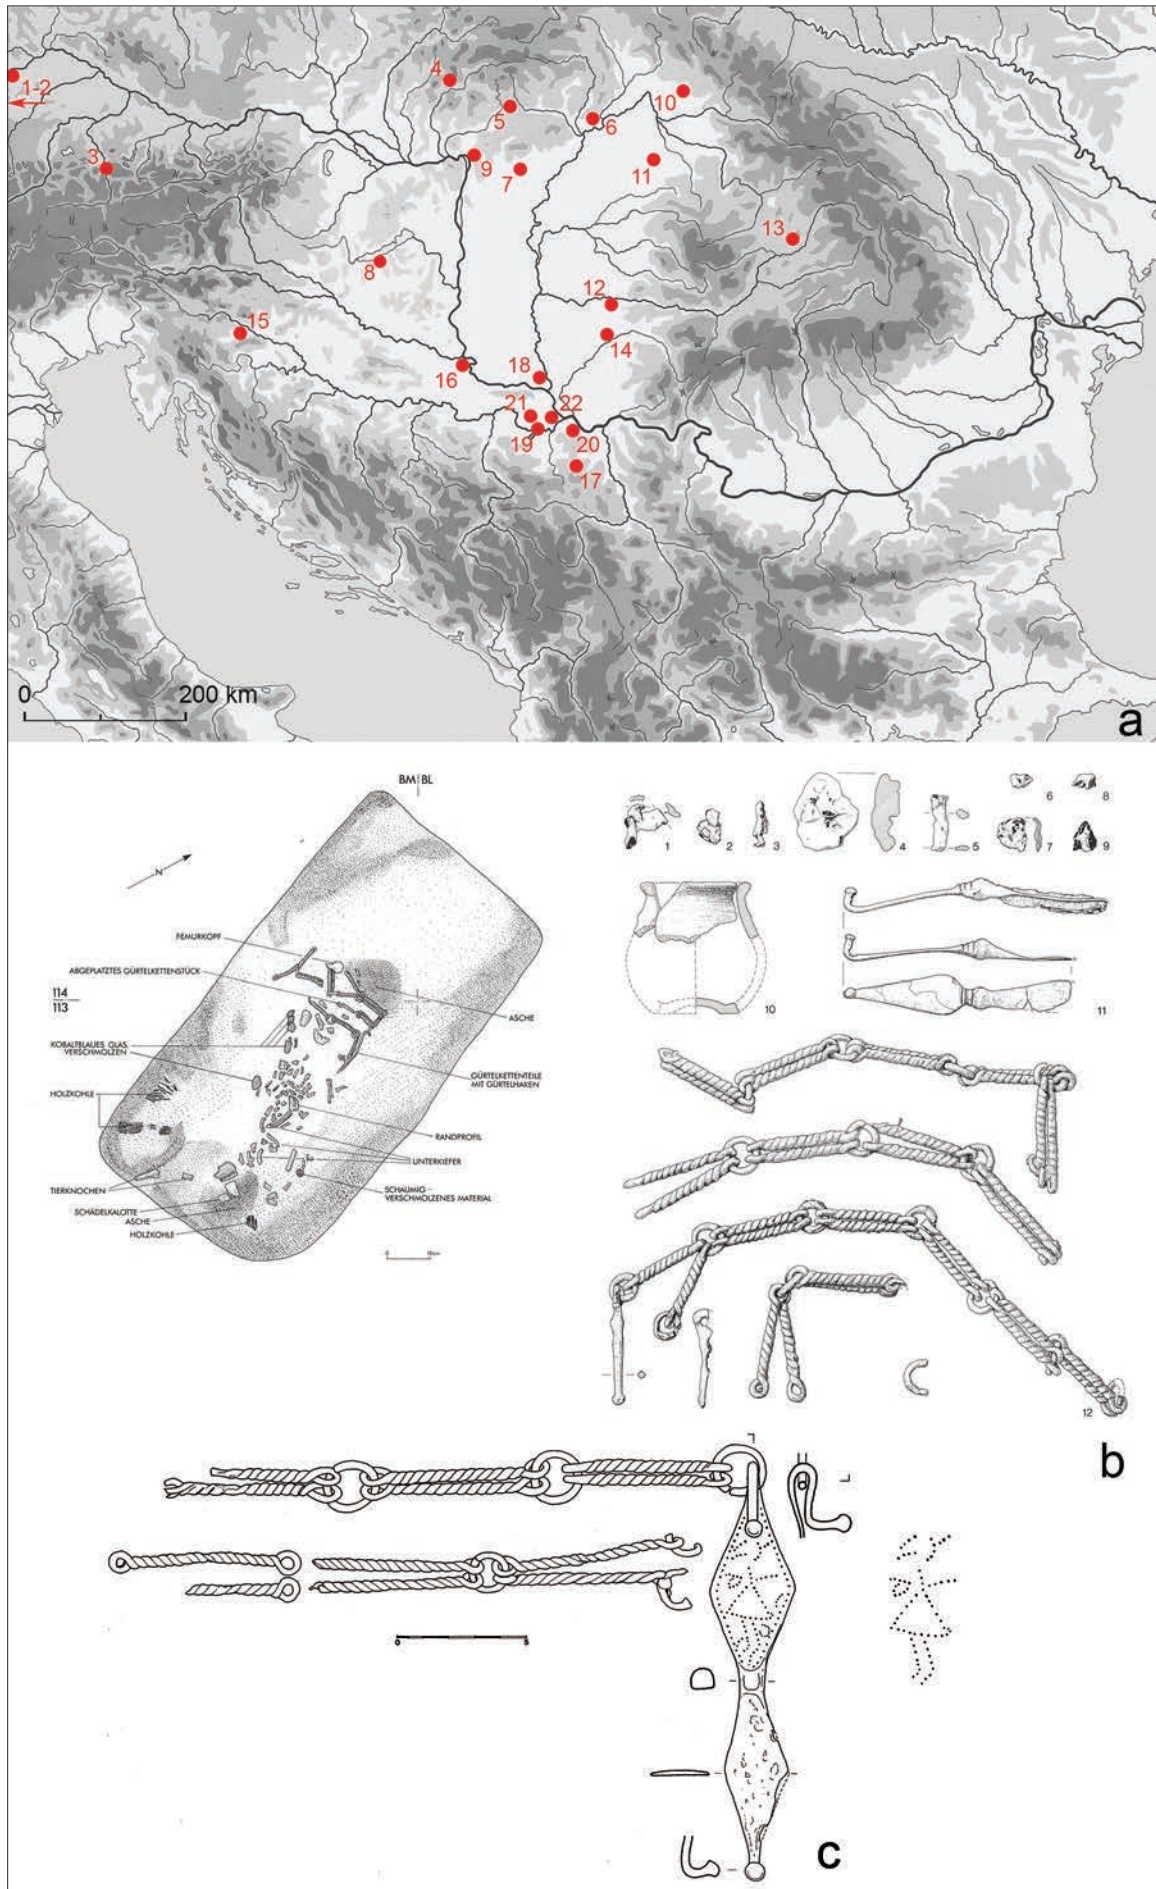 1-2
3
4
5
6
7
8
9
10
11
12
13
14
15
16
17
18
19
20
21
22
0 200 km
a
BM BL
N
FEMURKOPF
ABGEPLATZTES GÜRTELKETTENSTÜCK
114
113
ASCHE
KOBALTBLAUES GLAS,
VERSCHMOLZEN
GÜRTELKETTENTEILE
MIT GÜRTELHAKEN
HOLZKOHLE
RANDPROFIL
UNTERKIEFER
TIERKNOCHEN
SCHAUMIG-
VERSCHMOLZENES MATERIAL
SCHÄDELKALOTTE
ASCHE
HOLZKOHLE
0
1
2
3
4
5
6
7
8
9
10
11
12
b
0 5
c